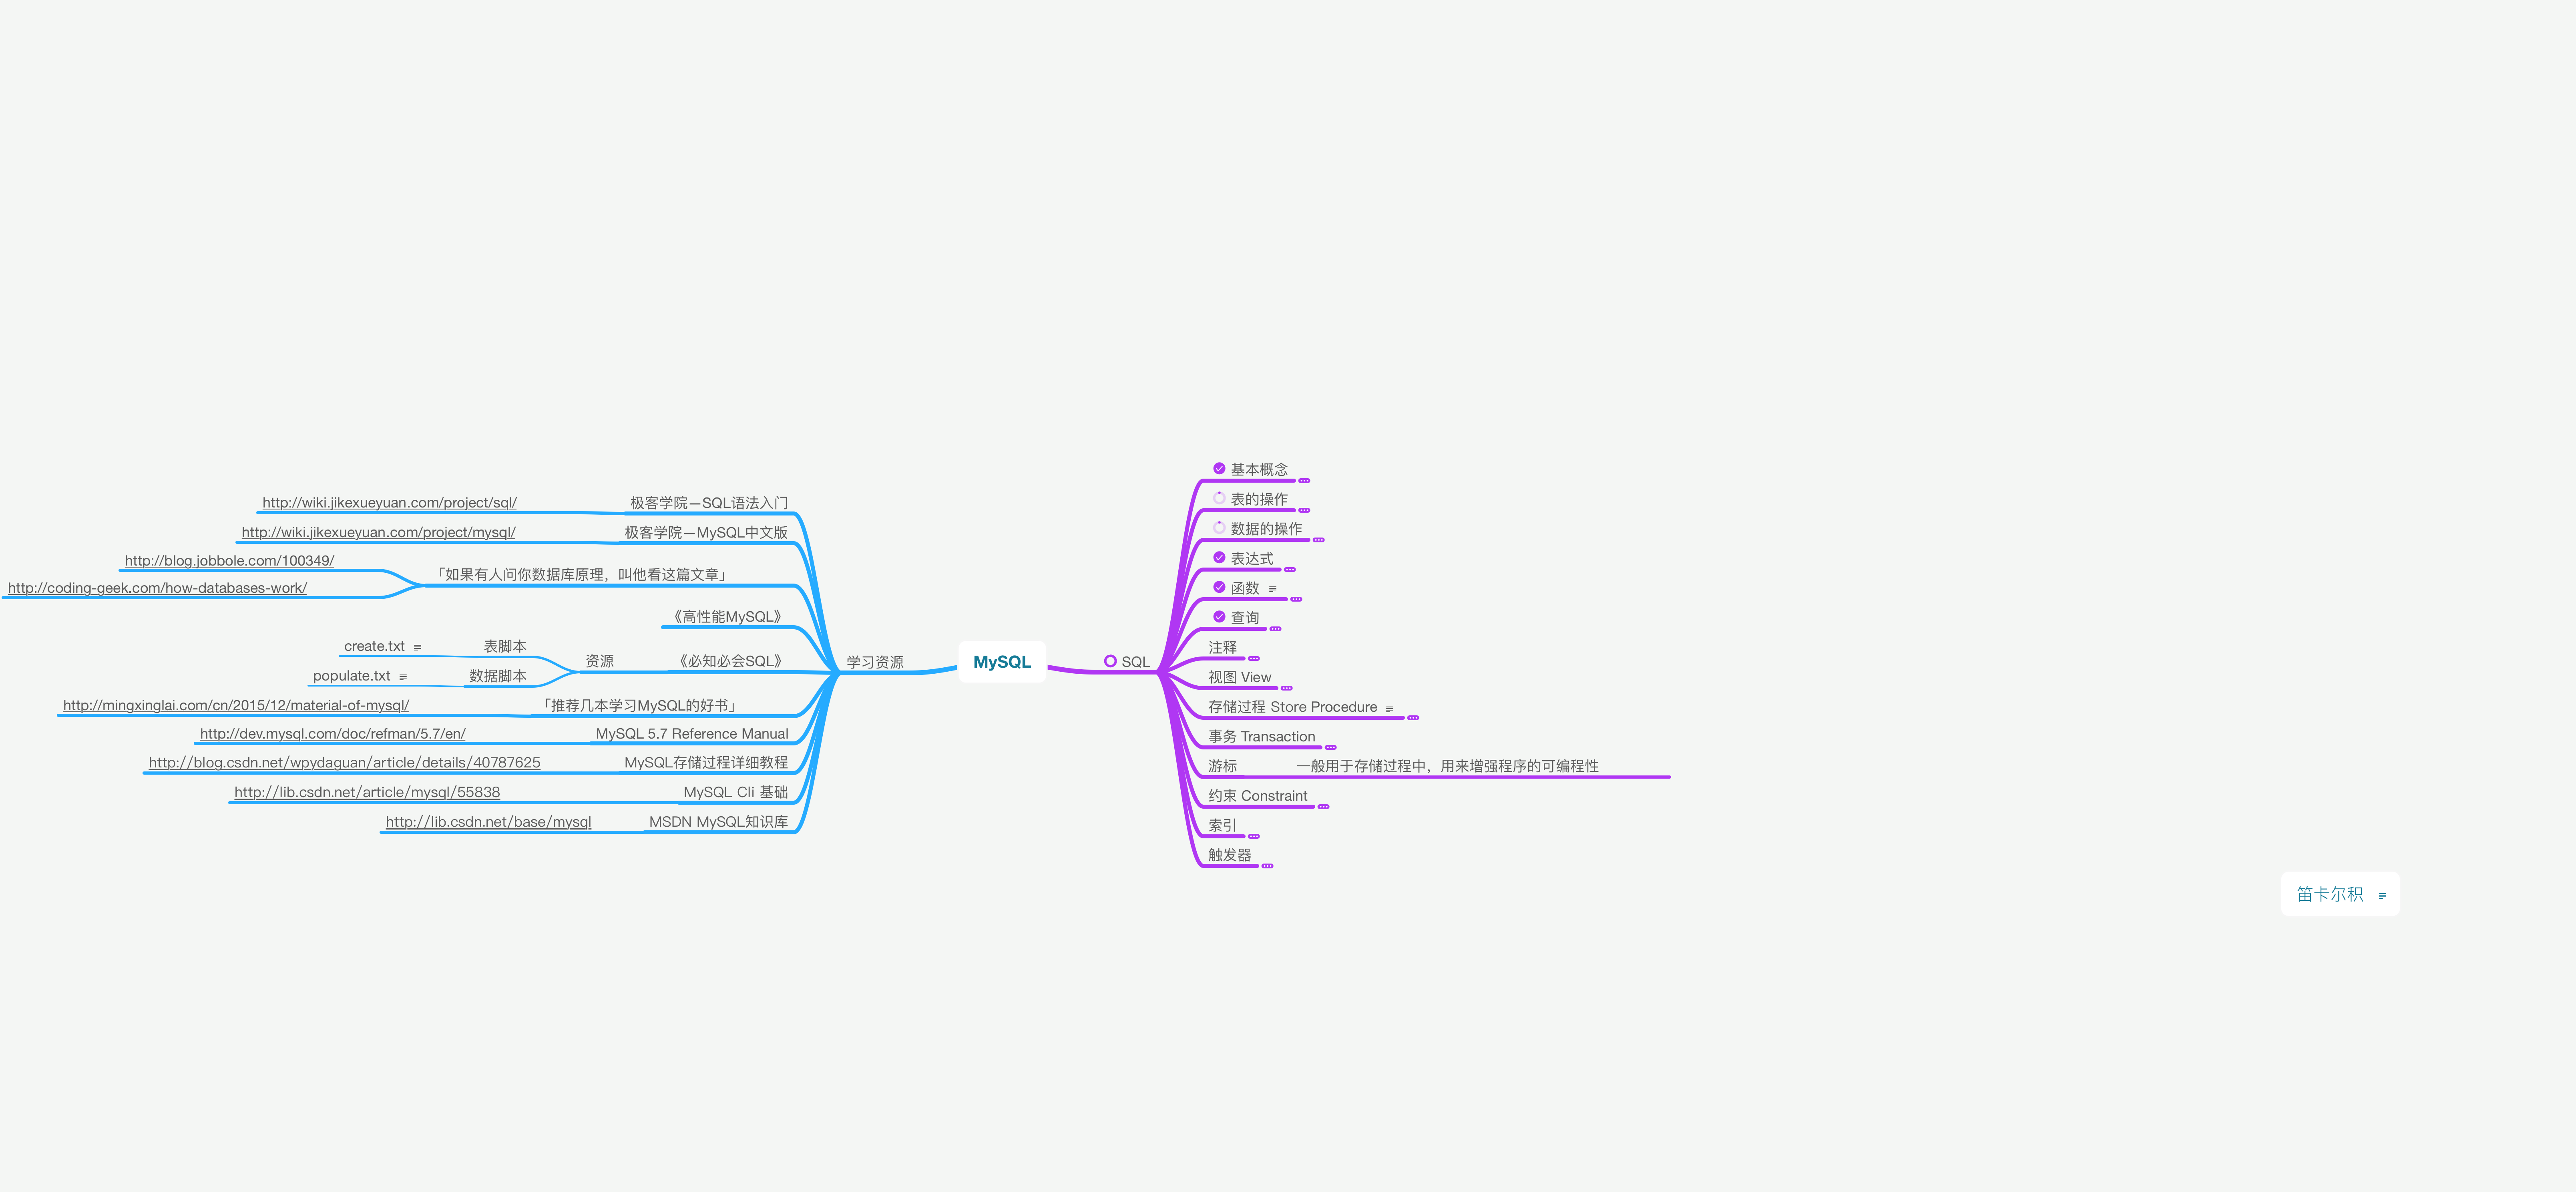 MySQL
SQL
基本概念
表的操作
数据的操作
表达式
函数
查询
注释
视图 View
存储过程 Store Procedure
事务 Transaction
游标
一般用于存储过程中，用来增强程序的可编程性
约束 Constraint
索引
触发器
学习资源
极客学院—SQL语法入门
http://wiki.jikexueyuan.com/project/sql/
极客学院—MySQL中文版
http://wiki.jikexueyuan.com/project/mysql/
「如果有人问你数据库原理，叫他看这篇文章」
http://blog.jobbole.com/100349/
http://coding-geek.com/how-databases-work/
《高性能MySQL》
《必知必会SQL》
资源
表脚本
create.txt
数据脚本
populate.txt
「推荐几本学习MySQL的好书」
http://mingxinglai.com/cn/2015/12/material-of-mysql/
MySQL 5.7 Reference Manual
http://dev.mysql.com/doc/refman/5.7/en/
MySQL存储过程详细教程
http://blog.csdn.net/wpydaguan/article/details/40787625
MySQL Cli 基础
http://lib.csdn.net/article/mysql/55838
MSDN MySQL知识库
http://lib.csdn.net/base/mysql
笛卡尔积